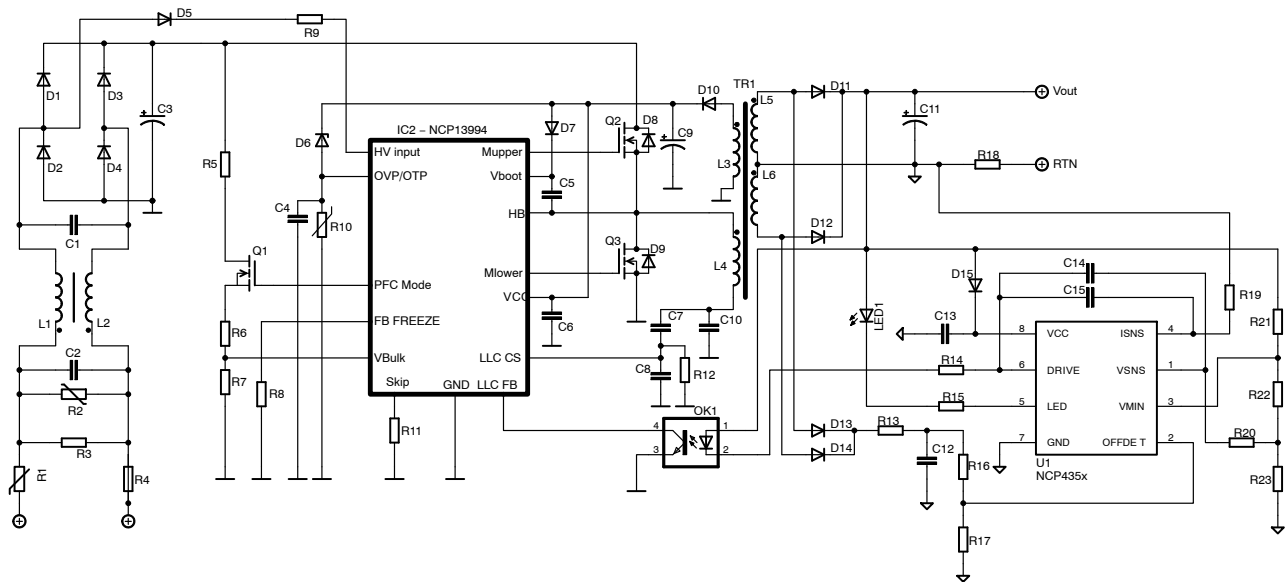 D5
R9
D1
D3
C3
D2
D4
C1
L1
L2
C2
R2
R3
R1
R4
R5
Q1
R6
R7
R8
D6
C4
R10
IC2 – NCP13994
HV input
OVP/OTP
PFC Mode
FB FREEZE
VBulk
Skip
GND
LLC FB
Mupper
Vboot
HB
Mlower
VCC
LLC CS
R11
D7
C5
C6
Q2
D8
Q3
D9
C9
D10
TR1
L3
L5
L6
L4
C7
C10
C8
R12
OK1
4
3
1
2
D11
D12
C11
Vout
R18
RTN
LED1
D15
C13
C14
C15
R19
R14
R15
D13
D14
R13
C12
R16
R17
8
VCC
ISNS
4
6
DRIVE
VSNS
1
5
LED
VMIN
3
7
GND
OFFDE T
2
U1
NCP435x
R20
R21
R22
R23